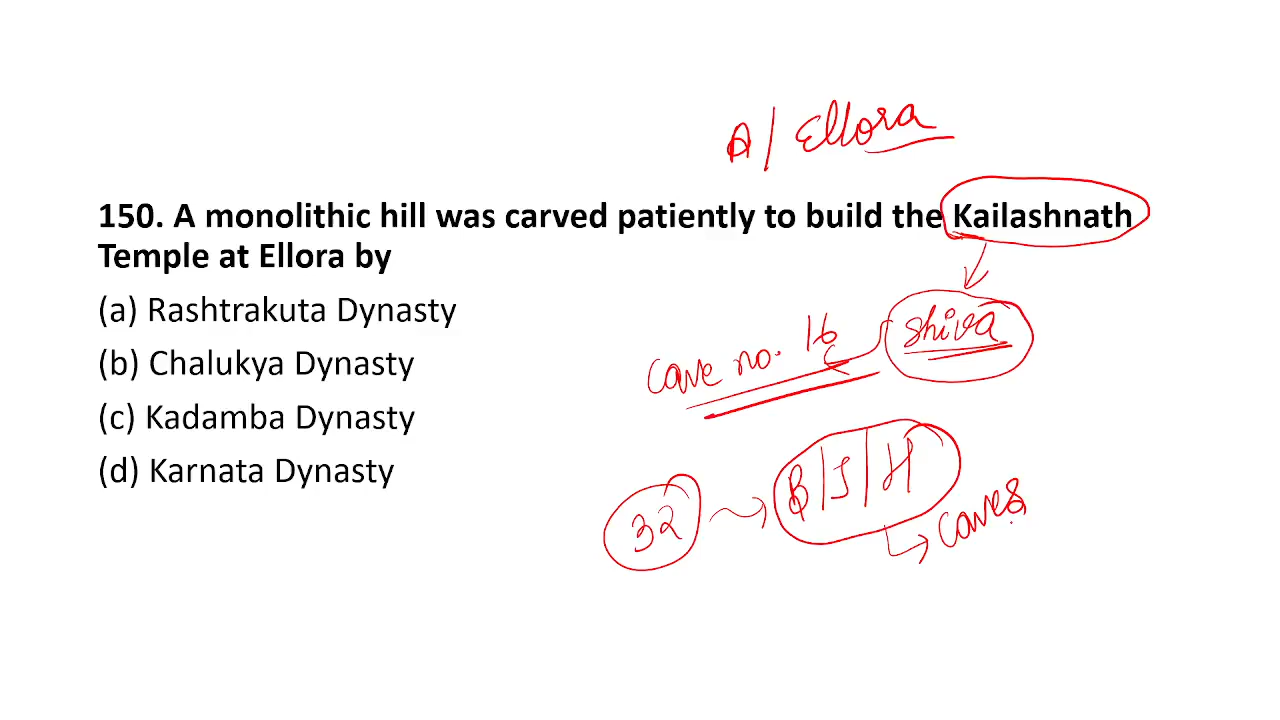 A/Ellora
150. A monolithic hill was carved patiently to build the Kailashnath
Temple at Ellora by
(a) Rashtrakuta Dynasty
Shiva
Cave no. 16
(b) Chalukya Dynasty
(c) Kadamba Dynasty
(d) Karnata Dynasty
32 B|J|H
Caves